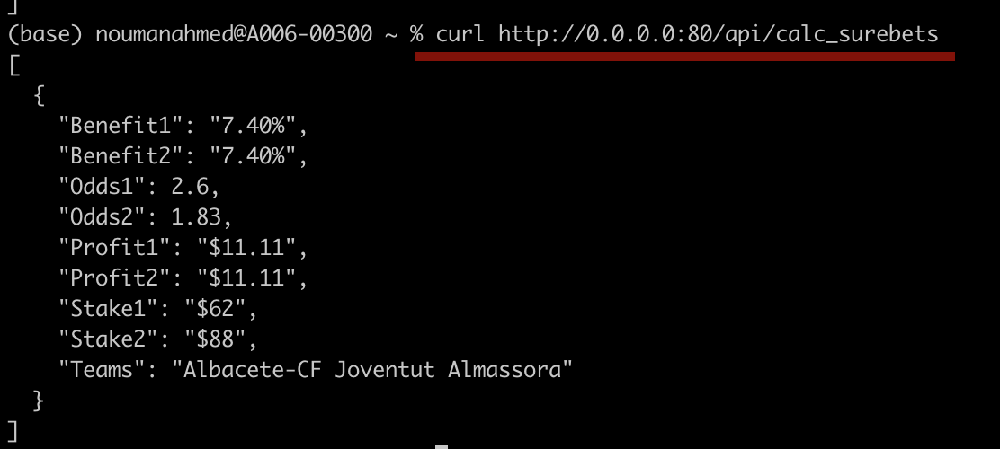 ]
(base) noumanahmed@A006-00300 ~ % curl http://0.0.0.0:80/api/calc_surebets
[
  {
    "Benefit1": "7.40%",
    "Benefit2": "7.40%",
    "Odds1": 2.6,
    "Odds2": 1.83,
    "Profit1": "$11.11",
    "Profit2": "$11.11",
    "Stake1": "$62",
    "Stake2": "$88",
    "Teams": "Albacete-CF Joventut Almassora"
  }
]